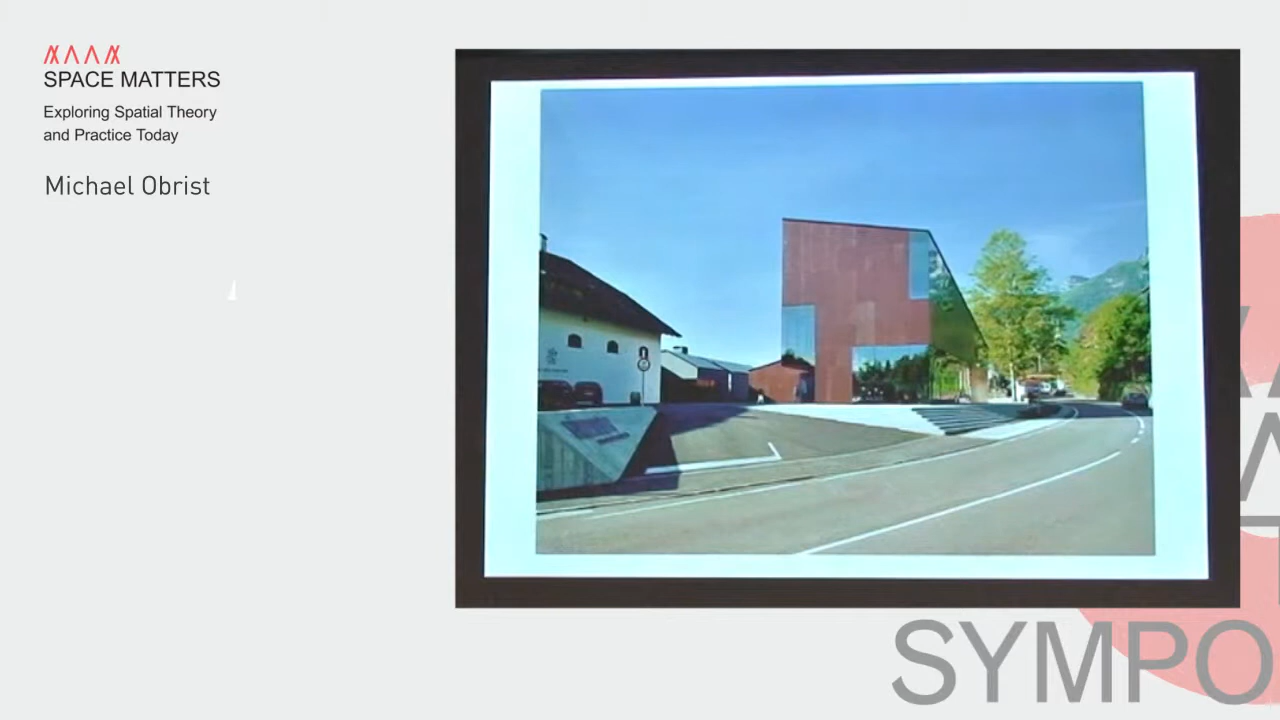 SPACE MATTERS
Exploring Spatial Theory
and Practice Today
Michael Obrist
SYMPO